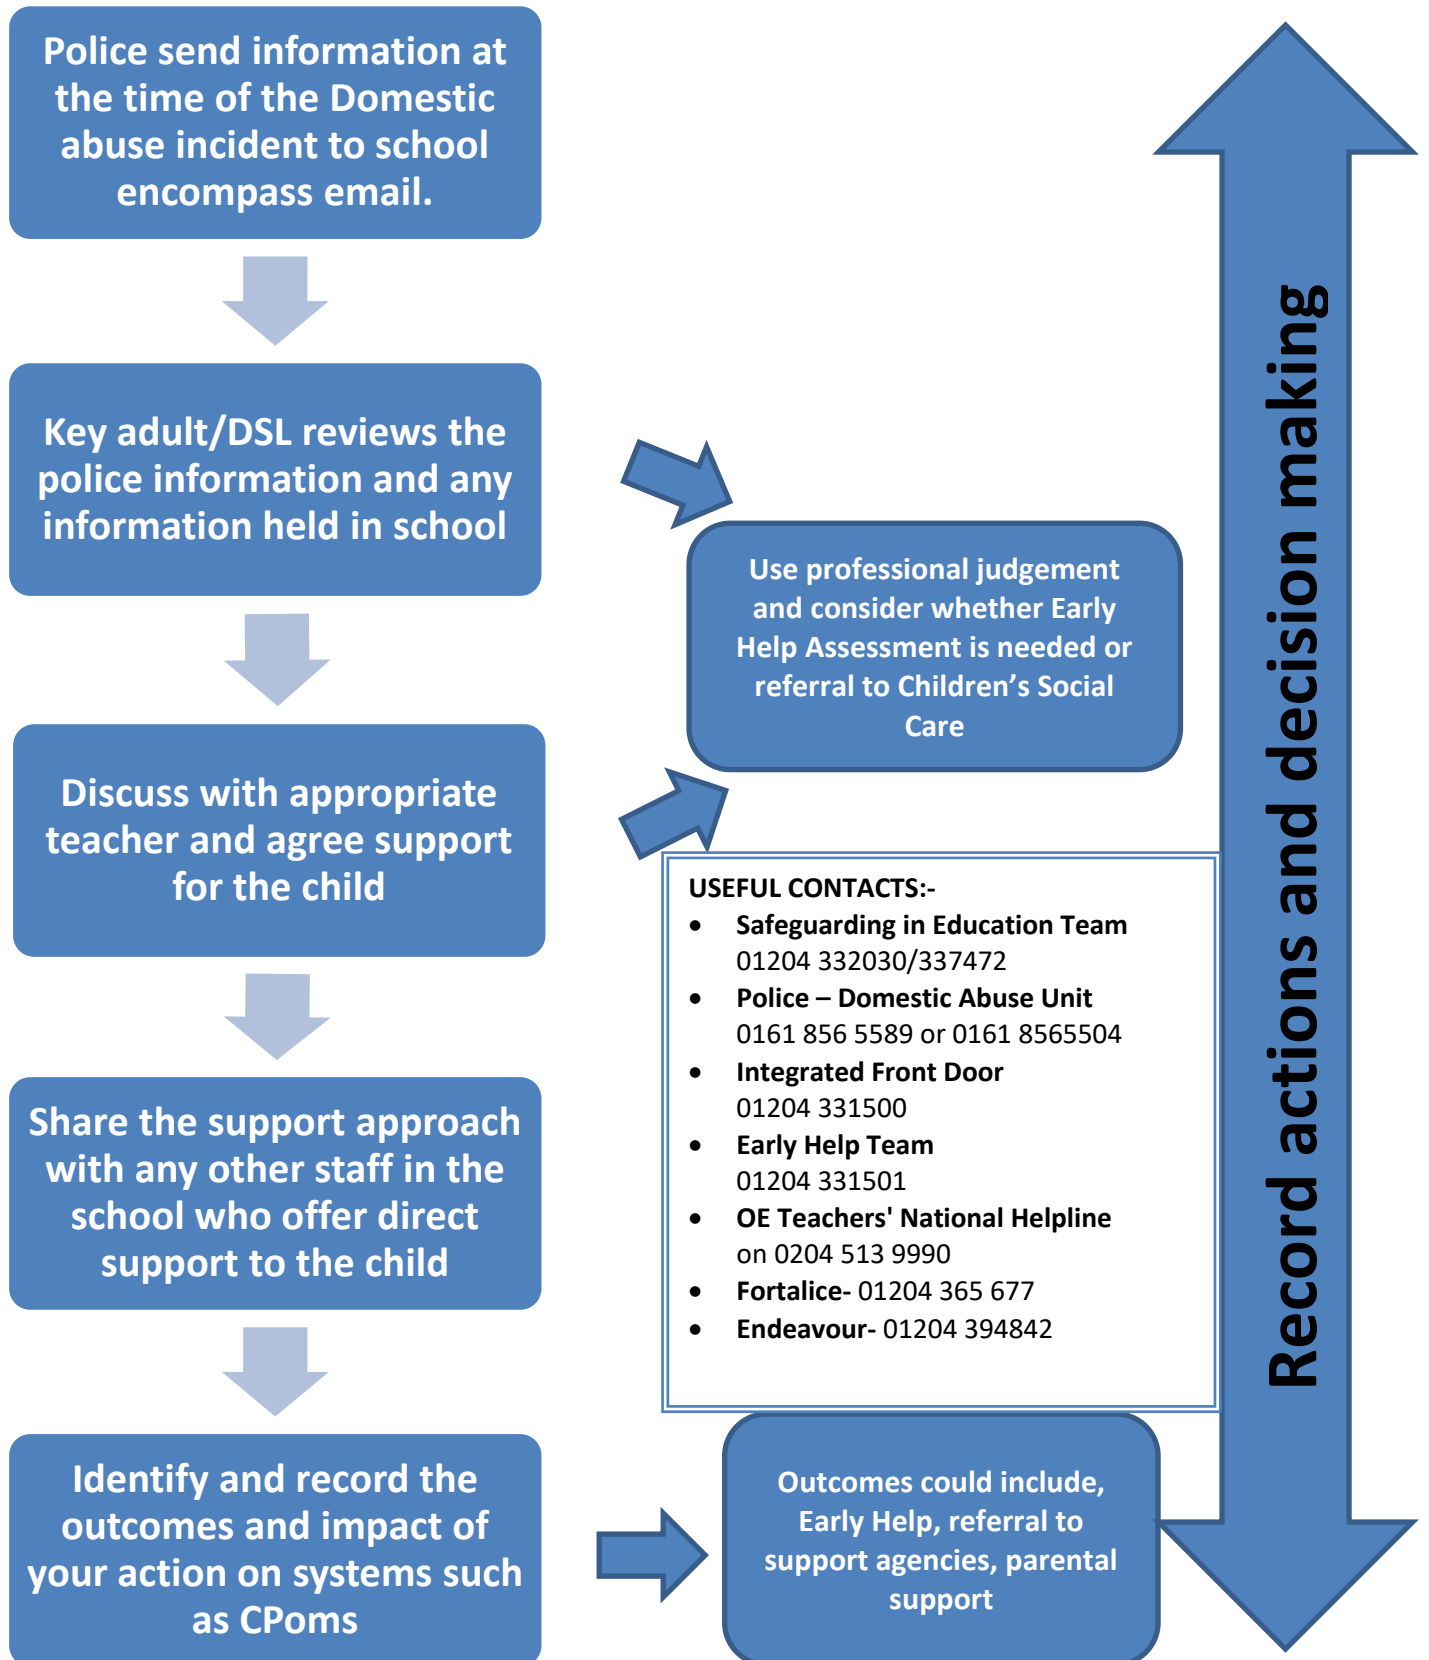 Police send information at
the time of the Domestic
abuse incident to school
encompass email.
Key adult/DSL reviews the
police information and any
information held in school
Use professional judgement
and consider whether Early
Help Assessment is needed or
referral to Children’s Social
Care
Discuss with appropriate
teacher and agree support
for the child
USEFUL CONTACTS:-
• Safeguarding in Education Team
01204 332030/337472
• Police – Domestic Abuse Unit
0161 856 5589 or 0161 8565504
• Integrated Front Door
01204 331500
• Early Help Team
01204 331501
• OE Teachers' National Helpline
on 0204 513 9990
• Fortalice- 01204 365 677
• Endeavour- 01204 394842
Share the support approach
with any other staff in the
school who offer direct
support to the child
Identify and record the
outcomes and impact of
your action on systems such
as CPoms
Outcomes could include,
Early Help, referral to
support agencies, parental
support
Record actions and decision making